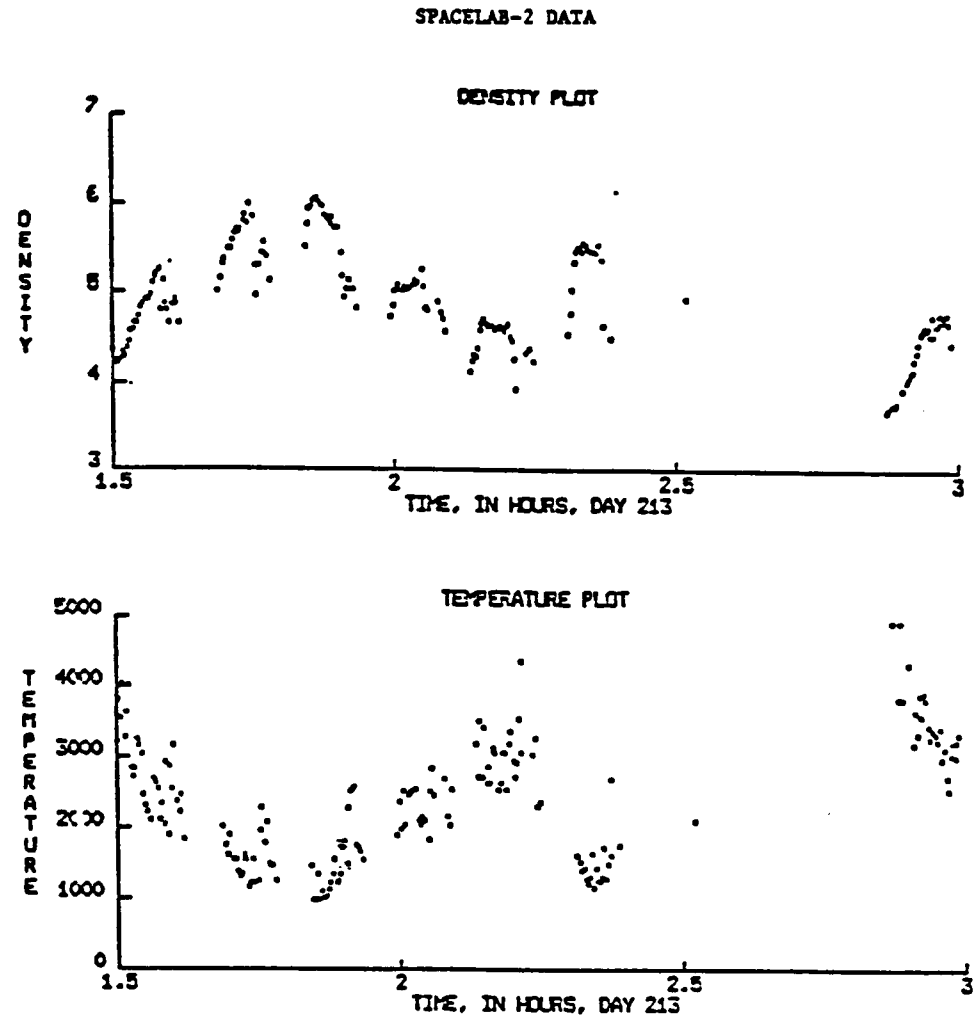 SPACELAB-2 DATA
DENSITY PLOT
7
6
5
4
3
DENSITY
1.5 2 2.5 3
TIME, IN HOURS, DAY 213
TEMPERATURE PLOT
5000
4000
3000
2000
1000
0
TEMPERATURE
1.5 2 2.5 3
TIME, IN HOURS, DAY 213